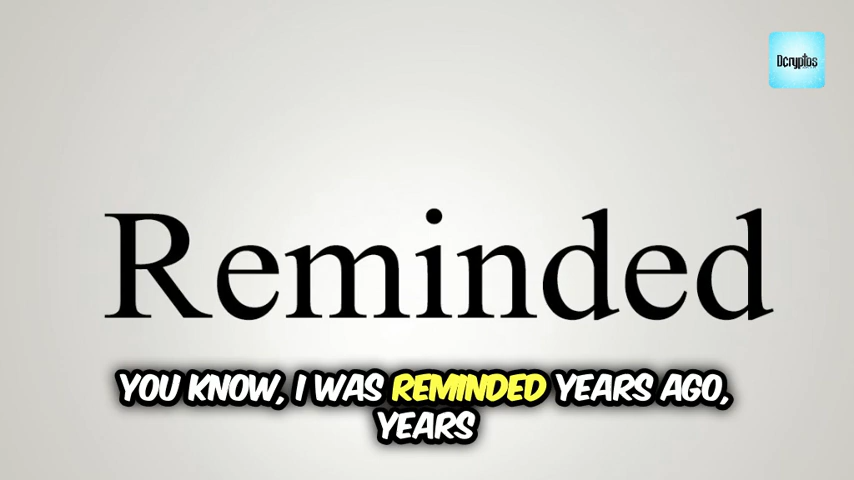 Dcryptos
Reminded
YOU KNOW, I WAS REMINDED YEARS AGO,
YEARS